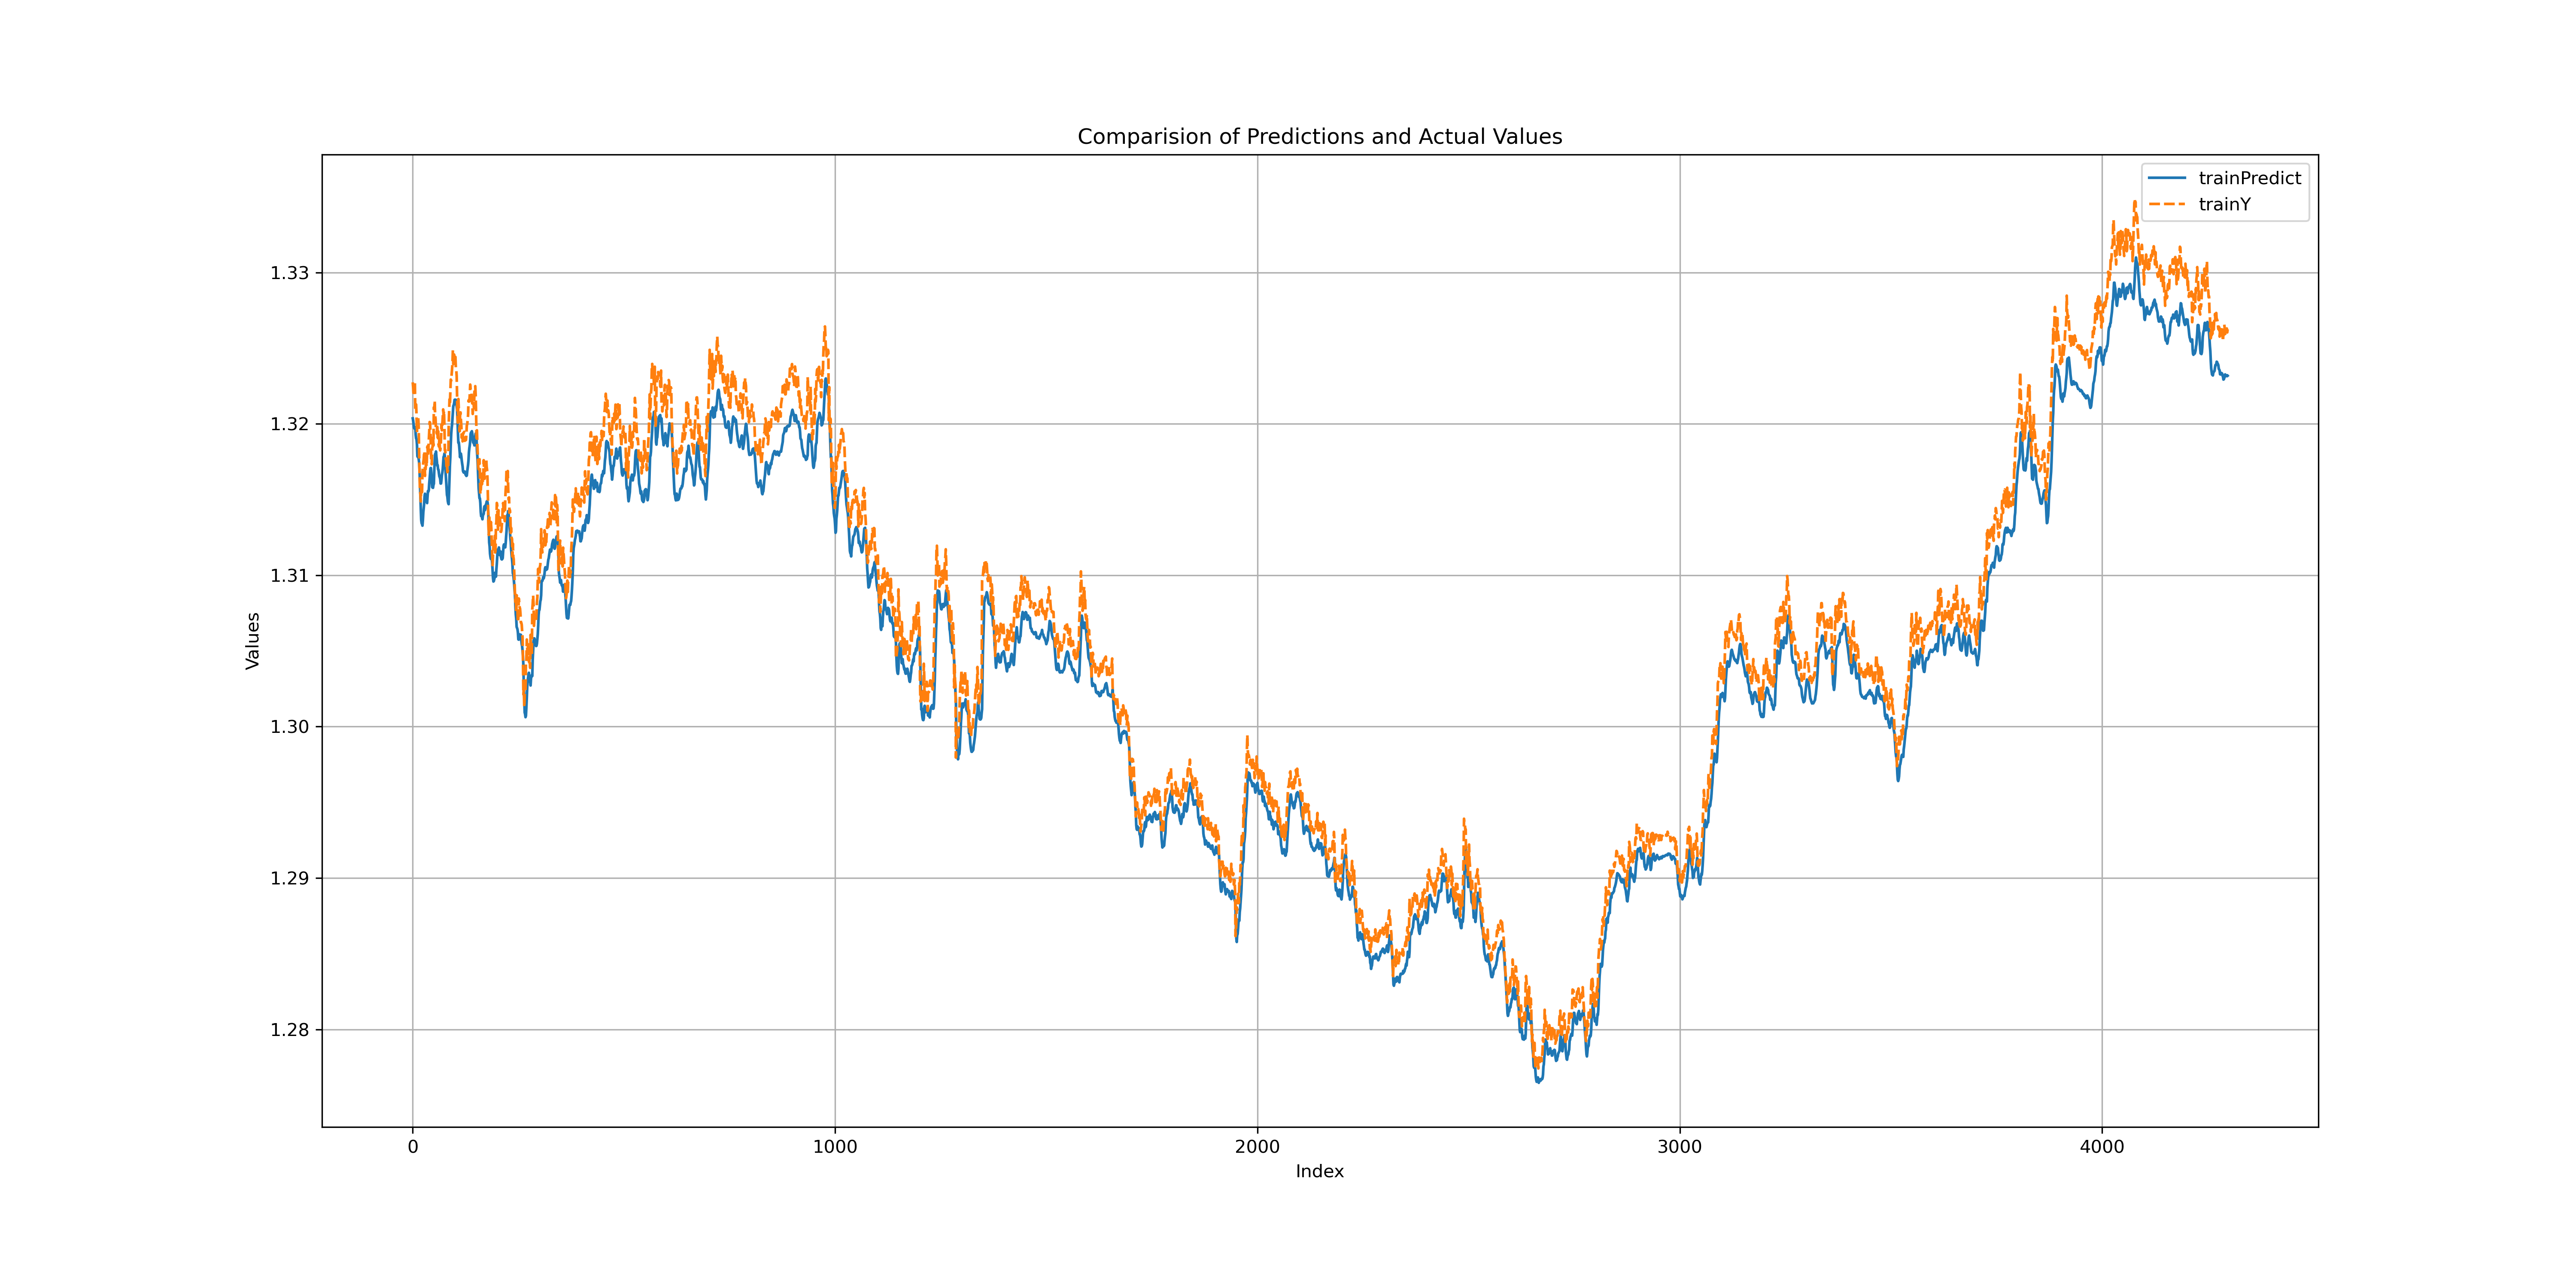 Comparision of Predictions and Actual Values
trainPredict
trainY
1.33
1.32
1.31
1.30
1.29
1.28
Values
0 1000 2000 3000 4000
Index